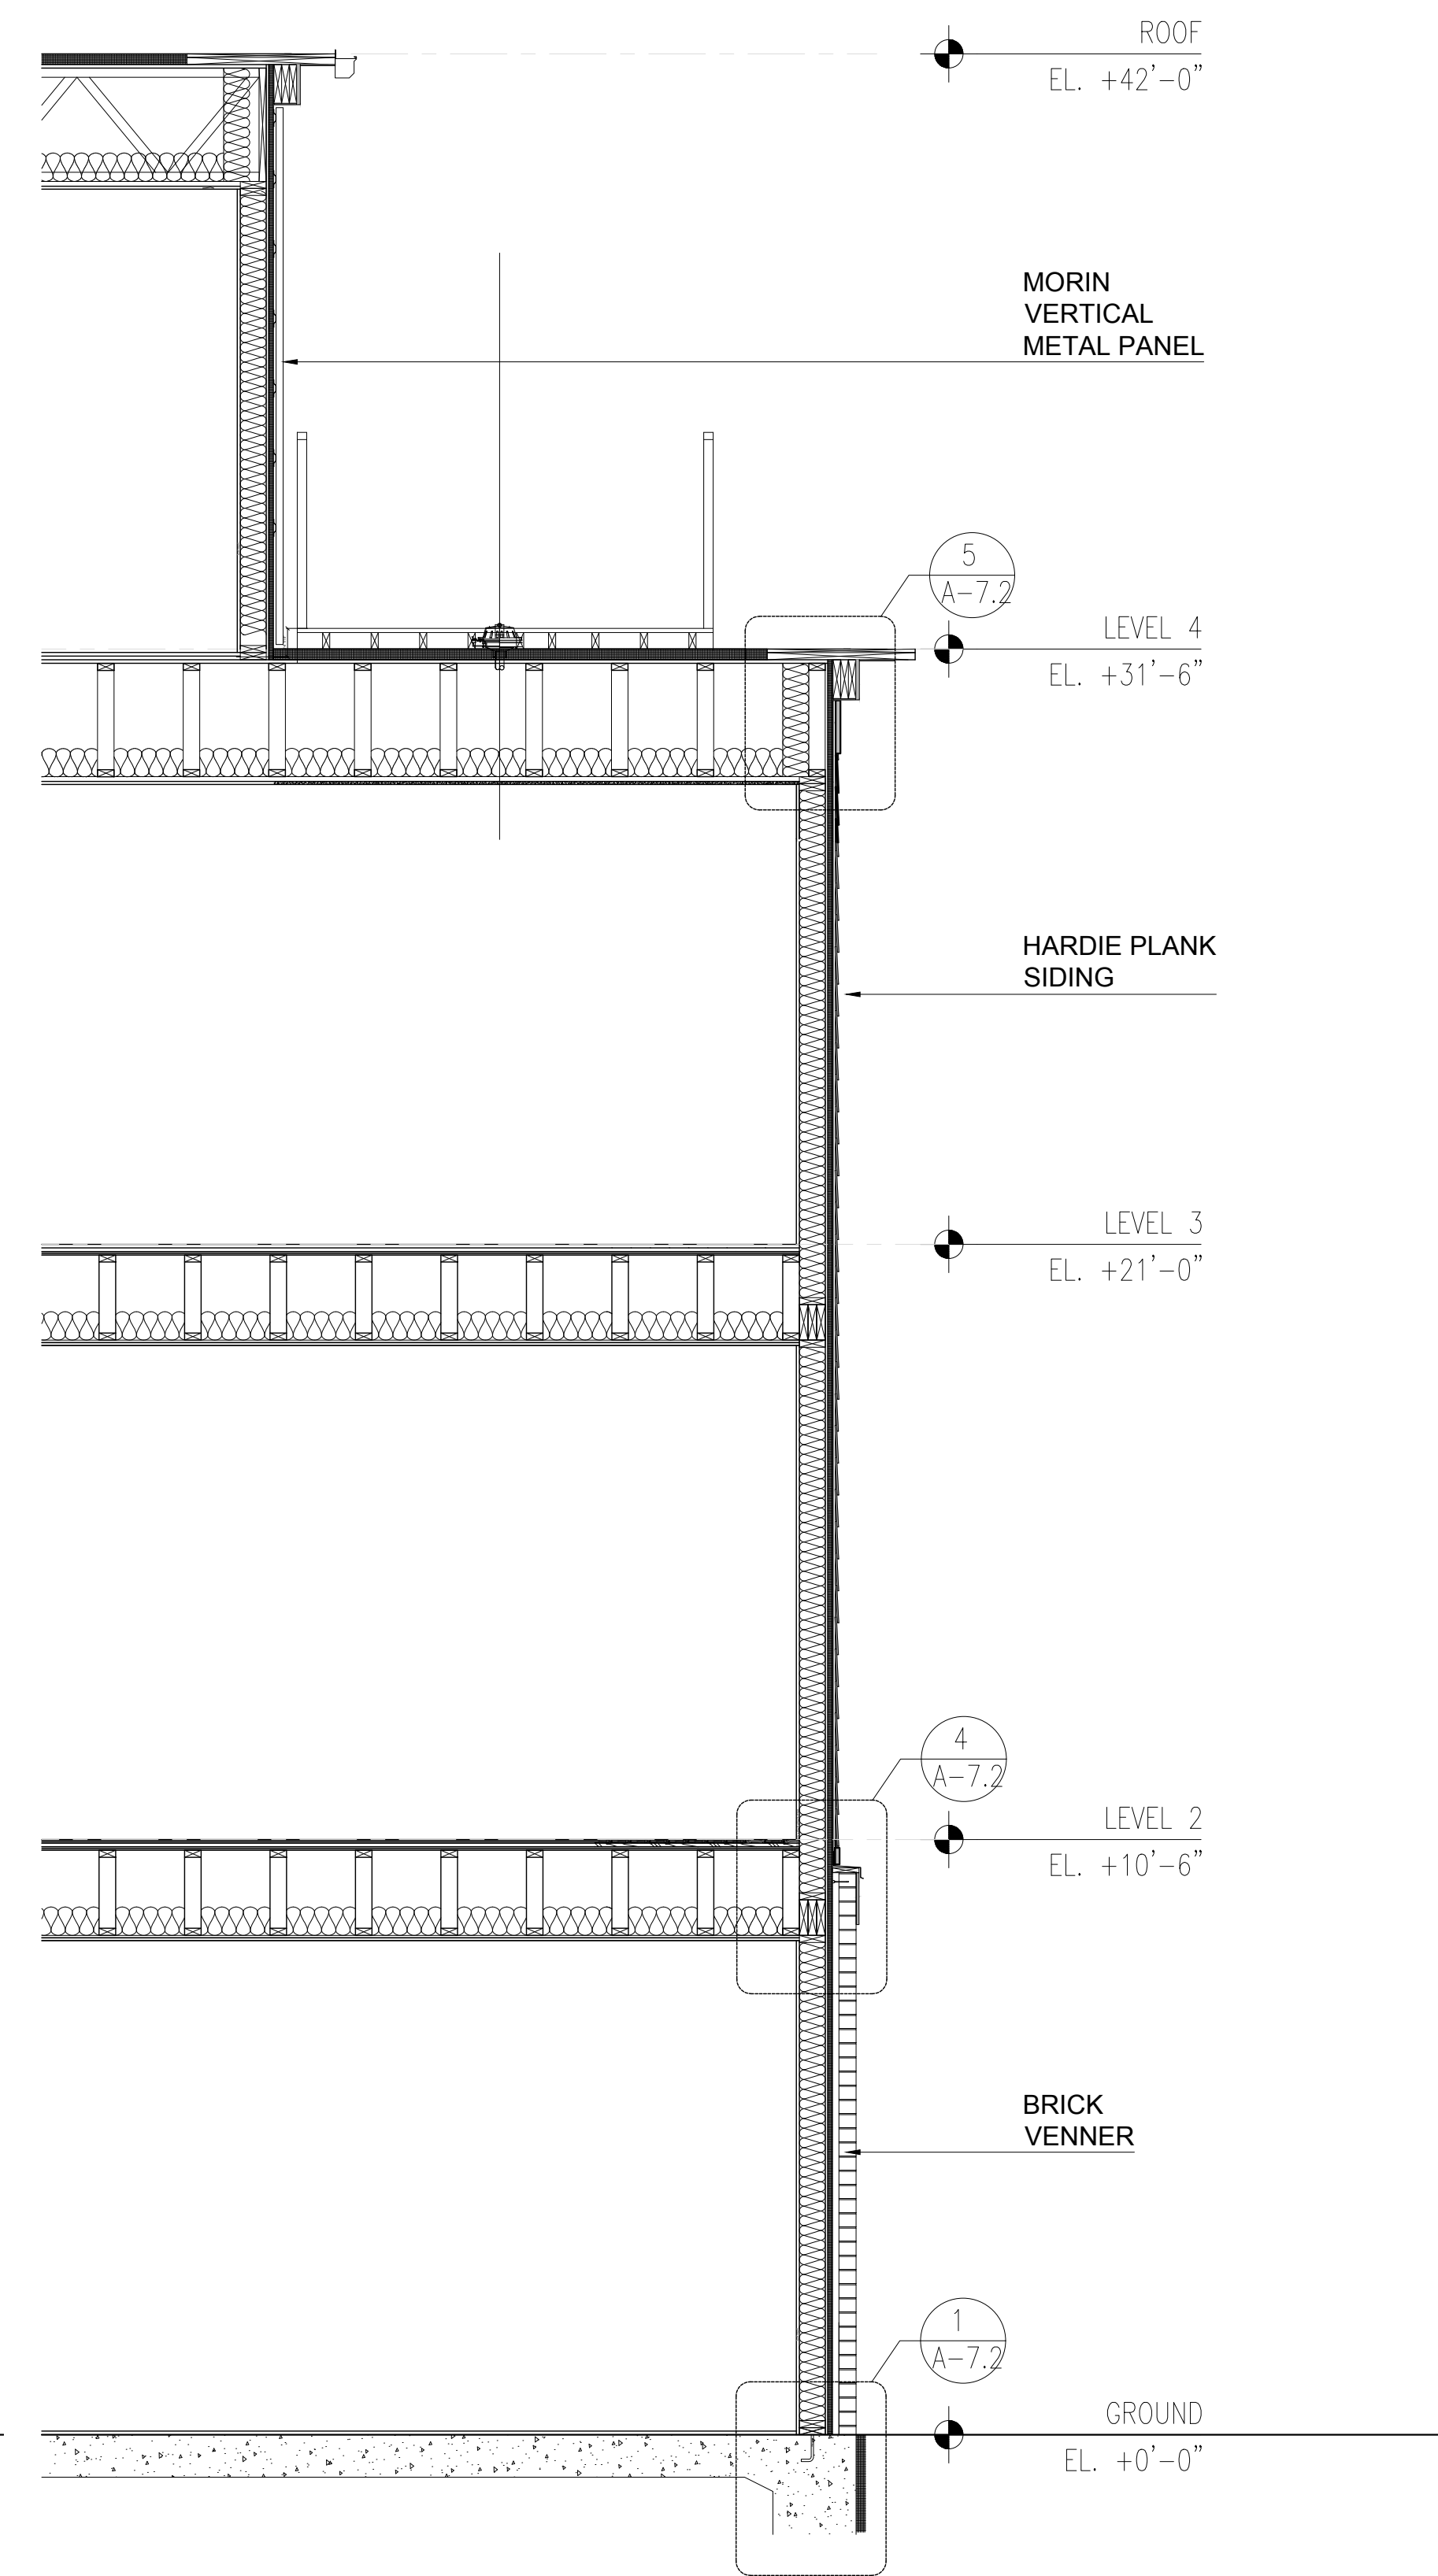 ROOF
EL. +42'-0"
MORIN
VERTICAL
METAL PANEL
5
A-7.2
LEVEL 4
EL. +31'-6"
HARDIE PLANK
SIDING
LEVEL 3
EL. +21'-0"
4
A-7.2
LEVEL 2
EL. +10'-6"
BRICK
VENNER
1
A-7.2
GROUND
EL. +0'-0"